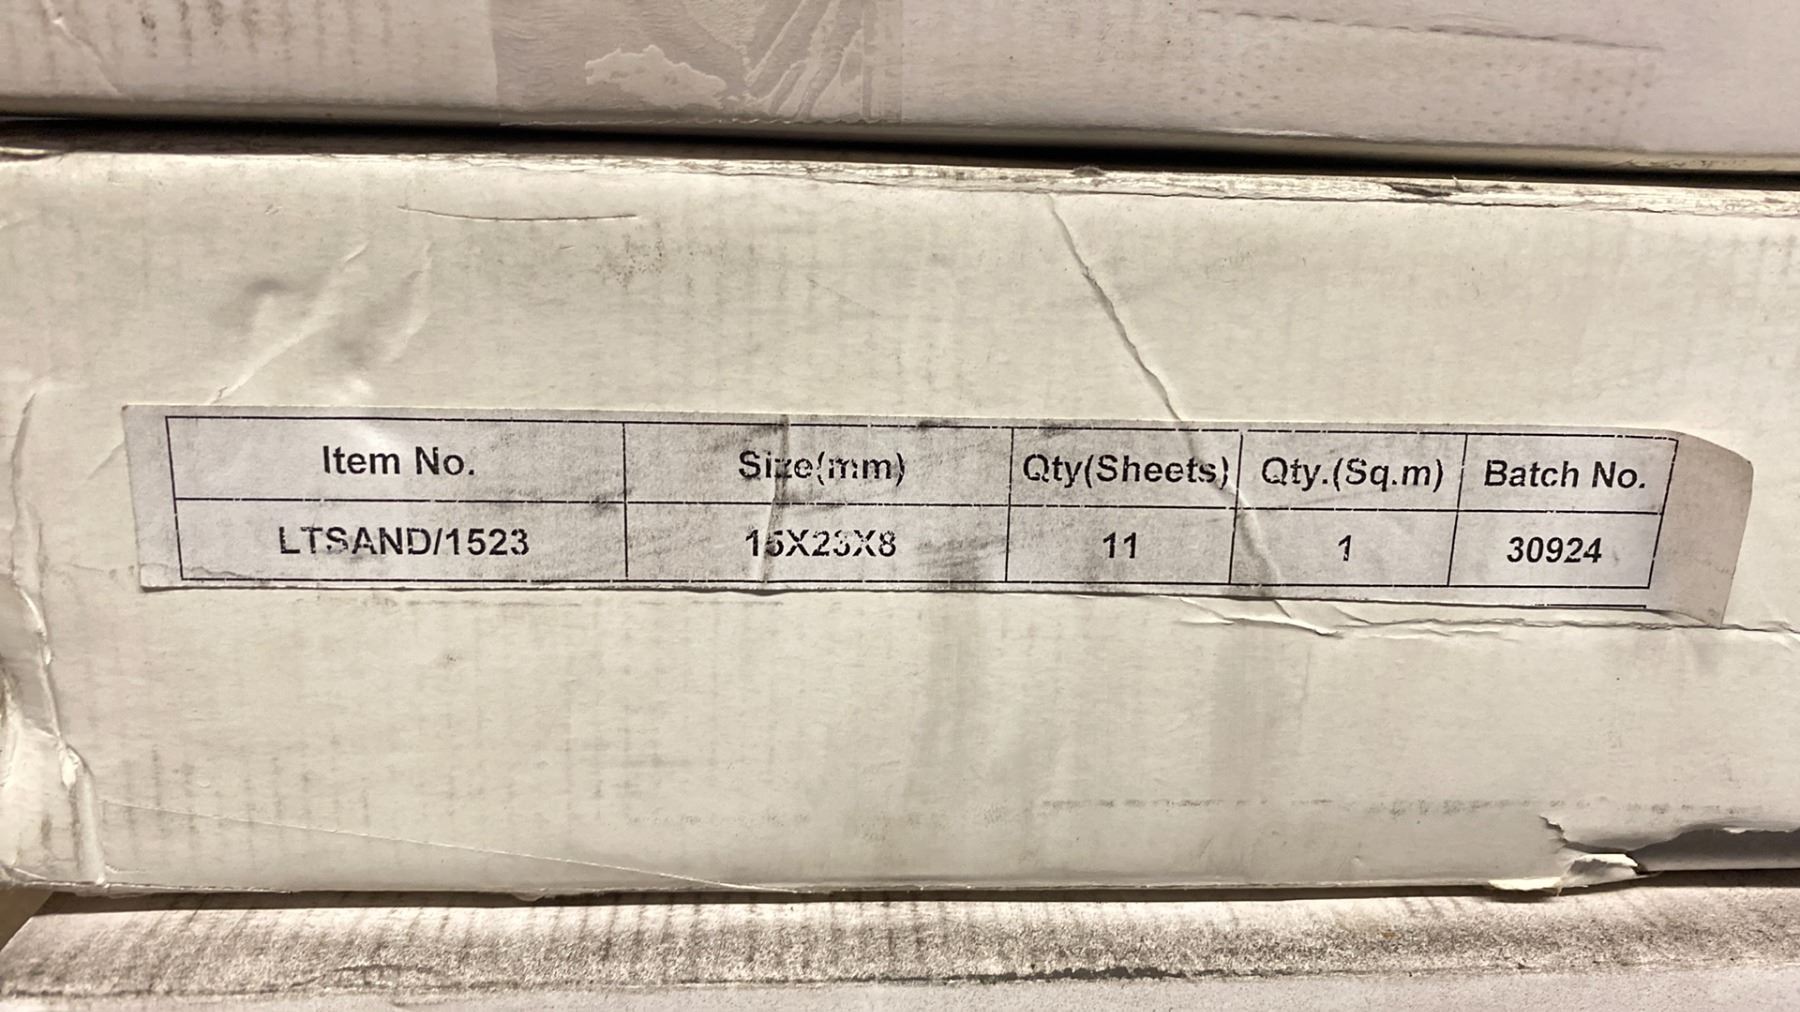 Item No. Size(mm) Qty(Sheets) Qty.(Sq.m) Batch No.
LTSAND/1523 15X23X8 11 1 30924